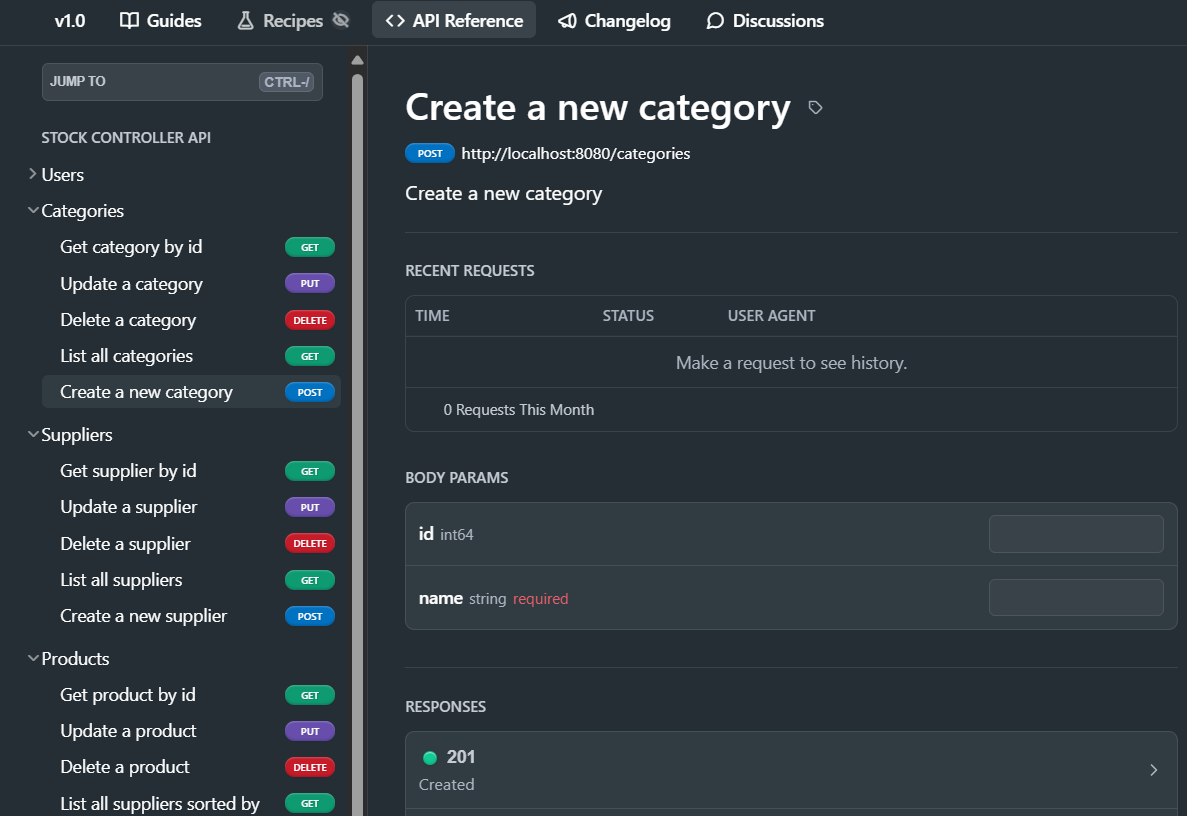 v1.0 Guides Recipes API Reference Changelog Discussions
JUMP TO CTRL-/
STOCK CONTROLLER API
Users
Categories
Get category by id GET
Update a category PUT
Delete a category DELETE
List all categories GET
Create a new category POST
Suppliers
Get supplier by id GET
Update a supplier PUT
Delete a supplier DELETE
List all suppliers GET
Create a new supplier POST
Products
Get product by id GET
Update a product PUT
Delete a product DELETE
List all suppliers sorted by GET
Create a new category
POST http://localhost:8080/categories
Create a new category
RECENT REQUESTS
TIME STATUS USER AGENT
Make a request to see history.
0 Requests This Month
BODY PARAMS
id int64
name string required
RESPONSES
201
Created